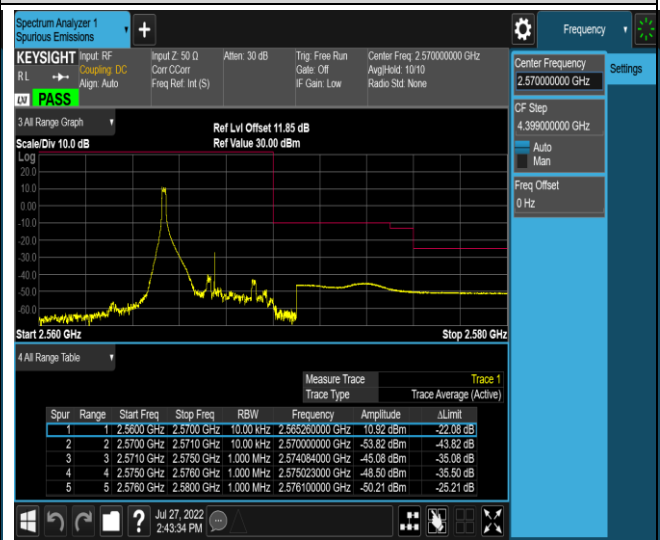 Spectrum Analyzer 1
Spurious Emissions
Frequency
KEYSIGHT Input: RF Input Z: 50 Ω Atten: 30 dB Trig: Free Run Center Freq: 2.570000000 GHz
RL Coupling: DC Corr CCorr Gate: Off Avg|Hold: 10/10
Align: Auto Freq Ref: Int (S) IF Gain: Low Radio Std: None
LXI PASS
3 All Range Graph
Ref Lvl Offset 11.85 dB
Scale/Div 10.0 dB Ref Value 30.00 dBm
Log
20.0
10.0
0.00
-10.0
-20.0
-30.0
-40.0
-50.0
-60.0
Start 2.560 GHz Stop 2.580 GHz
4 All Range Table
Measure Trace Trace 1
Trace Type Trace Average (Active)
Spur Range Start Freq Stop Freq RBW Frequency Amplitude ΔLimit
1 1 2.5600 GHz 2.5700 GHz 10.00 kHz 2.565260000 GHz 10.92 dBm -22.08 dB
2 2 2.5700 GHz 2.5710 GHz 10.00 kHz 2.570000000 GHz -53.82 dBm -43.82 dB
3 3 2.5710 GHz 2.5750 GHz 1.000 MHz 2.574084000 GHz -45.08 dBm -35.08 dB
4 4 2.5750 GHz 2.5760 GHz 1.000 MHz 2.575023000 GHz -48.50 dBm -35.50 dB
5 5 2.5760 GHz 2.5800 GHz 1.000 MHz 2.576100000 GHz -50.21 dBm -25.21 dB
Jul 27, 2022
2:43:34 PM
Center Frequency
2.570000000 GHz
Settings
CF Step
4.399000000 GHz
Auto
Man
Freq Offset
0 Hz